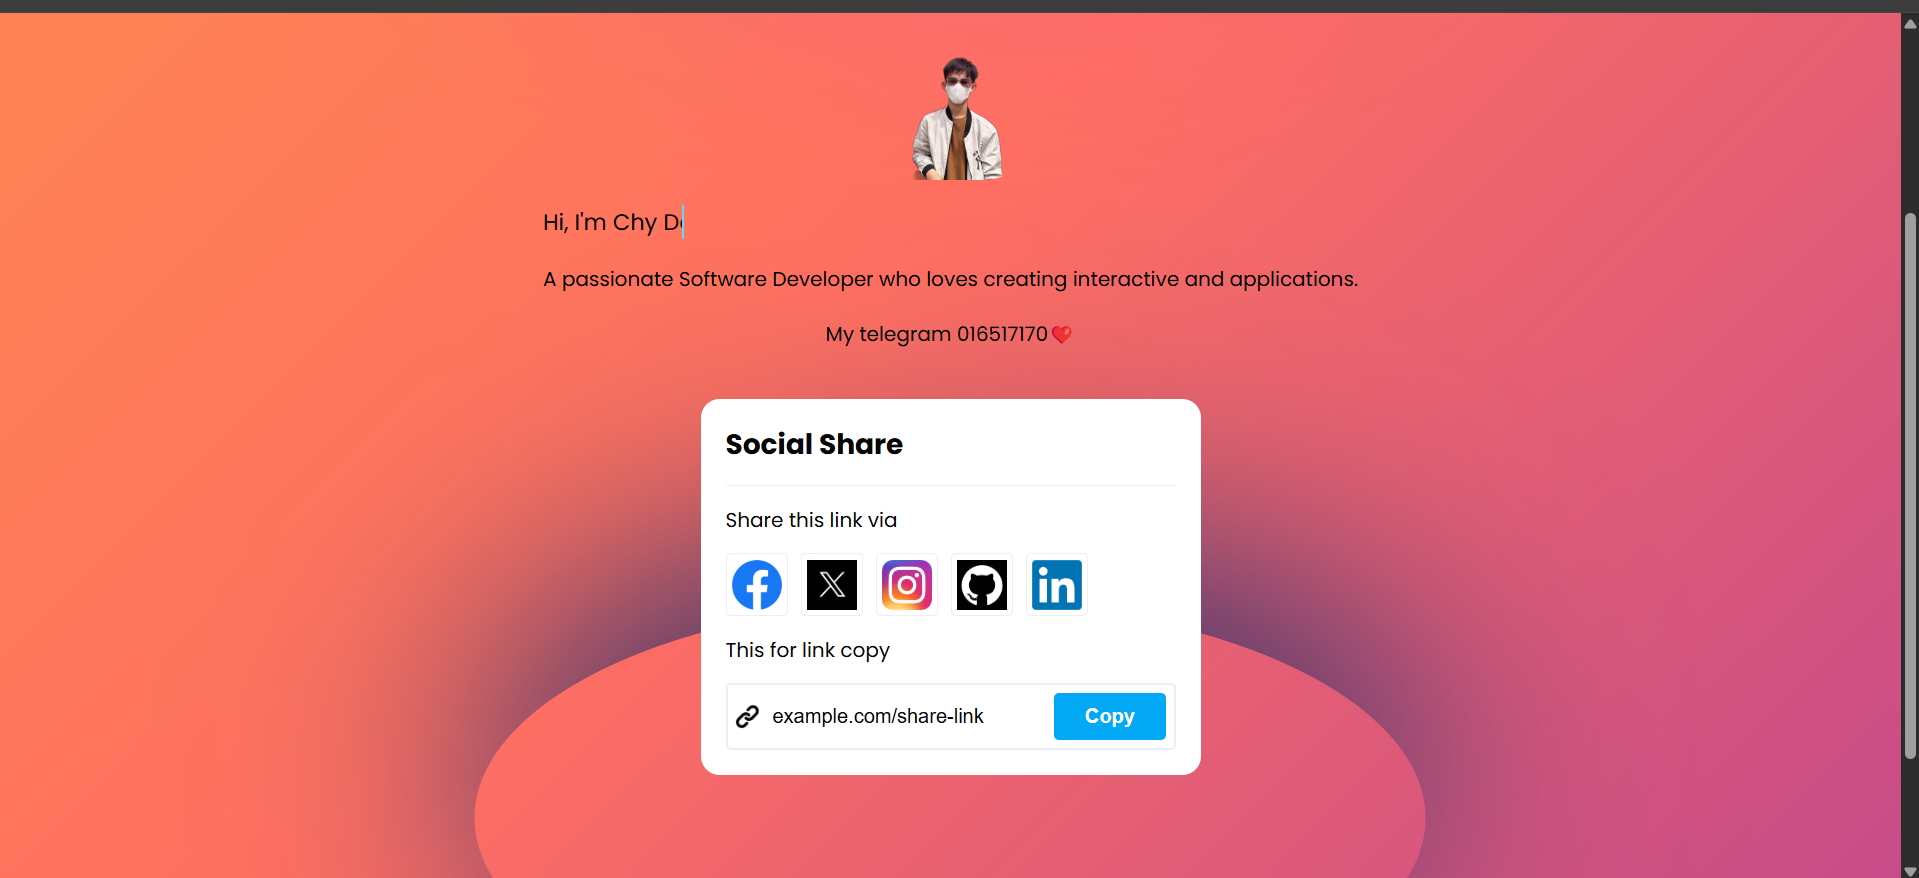 Hi, I'm Chy D
A passionate Software Developer who loves creating interactive and applications.
My telegram 016517170❤️
Social Share
Share this link via
This for link copy
example.com/share-link
Copy